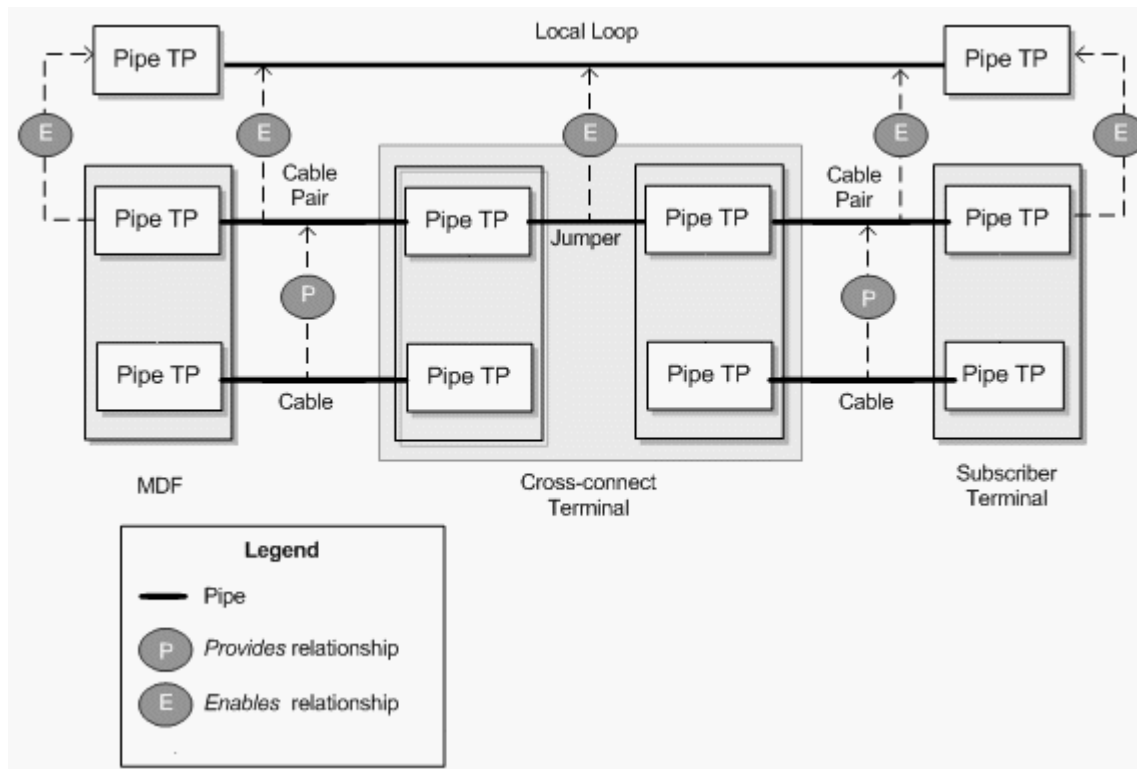 Local Loop
Pipe TP
Pipe TP
E
E
E
E
E
Cable
Pair
Cable
Pair
Pipe TP
Pipe TP
Pipe TP
Pipe TP
Jumper
P
P
Pipe TP
Pipe TP
Pipe TP
Pipe TP
Cable
Cable
MDF
Cross-connect
Terminal
Subscriber
Terminal
Legend
Pipe
P
Provides relationship
E
Enables relationship